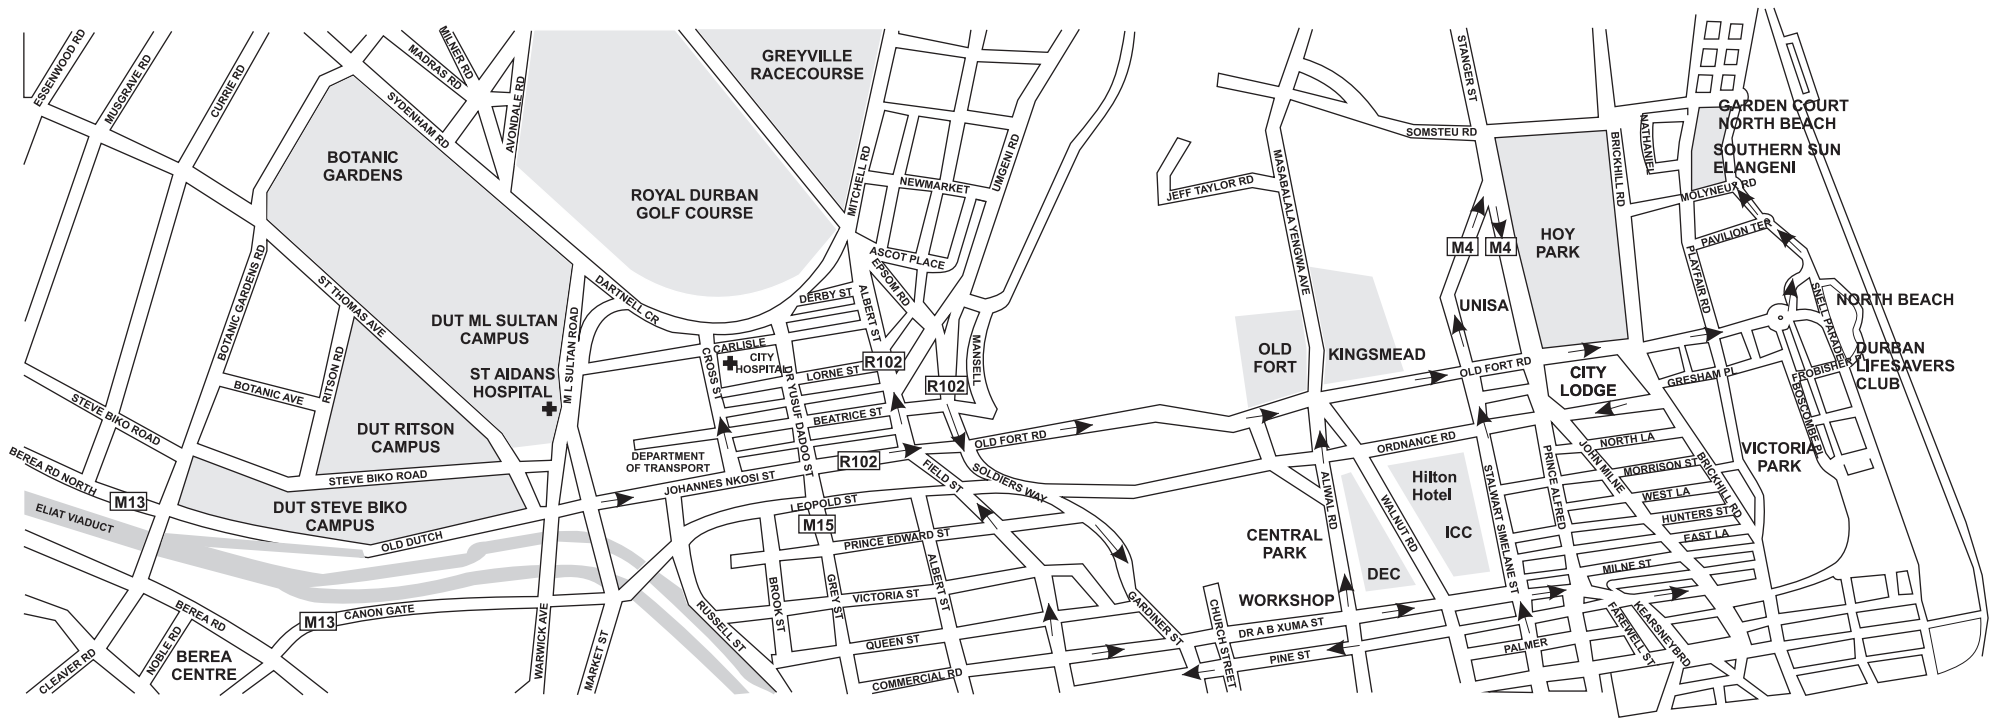 ESSENWOOD RD
MUSGRAVE RD
CURRIE RD
SYDENHAM RD
MADRAS RD
MILNER RD
AVONDALE RD
GREYVILLE
RACECOURSE
BOTANIC
GARDENS
ROYAL DURBAN
GOLF COURSE
MITCHELL RD
NEWMARKET
UMGENI RD
ASCOT PLACE
EPSOM RD
JEFF TAYLOR RD
MASABALALA YENGWA AVE
STANGER ST
SOMSTEU RD
BRICKHILL RD
NATHANIEL
GARDEN COURT
NORTH BEACH
SOUTHERN SUN
ELANGENI
MOLYNEUX RD
PAVILION TER
PLAYFAIR RD
M4
M4
HOY
PARK
UNISA
SNELL PARADE
NORTH BEACH
DURBAN
LIFESAVERS
CLUB
FROBISHER
BOSCOMBE PL
GRESHAM PL
BOTANIC GARDENS RD
ST THOMAS AVE
DARTNELL CR
DERBY ST
ALBERT ST
DUT ML SULTAN
CAMPUS
M L SULTAN ROAD
ST AIDANS
HOSPITAL
CARLISLE
CITY
HOSPITAL
CROSS ST
DR YUSUF DADOO ST
LORNE ST
BEATRICE ST
R102
R102
R102
MANSELL
OLD
FORT
KINGSMEAD
OLD FORT RD
CITY
LODGE
RITSON RD
BOTANIC AVE
DUT RITSON
CAMPUS
STEVE BIKO ROAD
STEVE BIKO ROAD
BEREA RD NORTH
M13
DUT STEVE BIKO
CAMPUS
ELIAT VIADUCT
OLD DUTCH
DEPARTMENT
OF TRANSPORT
JOHANNES NKOSI ST
LEOPOLD ST
M15
FIELD ST
SOLDIERS WAY
OLD FORT RD
ORDNANCE RD
ALIWAL RD
WALNUT RD
Hilton
Hotel
ICC
STALWART SIMELANE ST
PRINCE ALFRED
JOHN MILNE
NORTH LA
MORRISON ST
WEST LA
HUNTERS ST
EAST LA
MILNE ST
BRICKHILL RD
VICTORIA
PARK
CENTRAL
PARK
DEC
WORKSHOP
PRINCE EDWARD ST
BROOK ST
GREY ST
ALBERT ST
VICTORIA ST
QUEEN ST
COMMERCIAL RD
RUSSELL ST
GARDINER ST
CHURCH STREET
DR A B XUMA ST
PINE ST
PALMER
FAREWELL ST
KEARSNEYBRD
M13
CANON GATE
BEREA RD
NOBLE RD
CLEAVER RD
BEREA
CENTRE
WARWICK AVE
MARKET ST